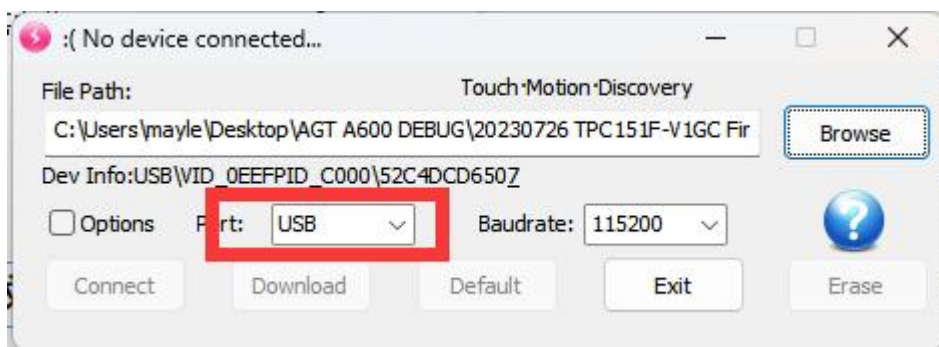 :( No device connected...
File Path:
Touch·Motion·Discovery
C:\Users\mayle\Desktop\AGT A600 DEBUG\20230726 TPC151F-V1GC Fir
Browse
Dev Info:USB\VID_0EEFPID_C000\52C4DCD6507
Options Port: USB Baudrate: 115200
Connect Download Default Exit Erase